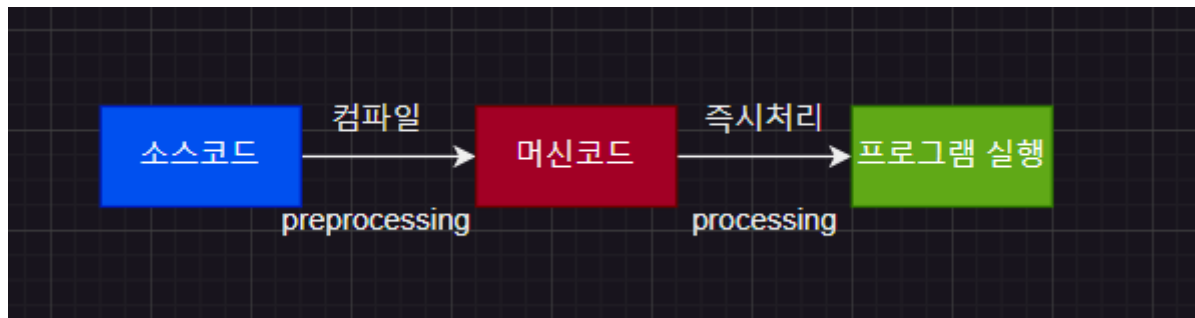 소스코드
컴파일
preprocessing
머신코드
즉시처리
processing
프로그램 실행